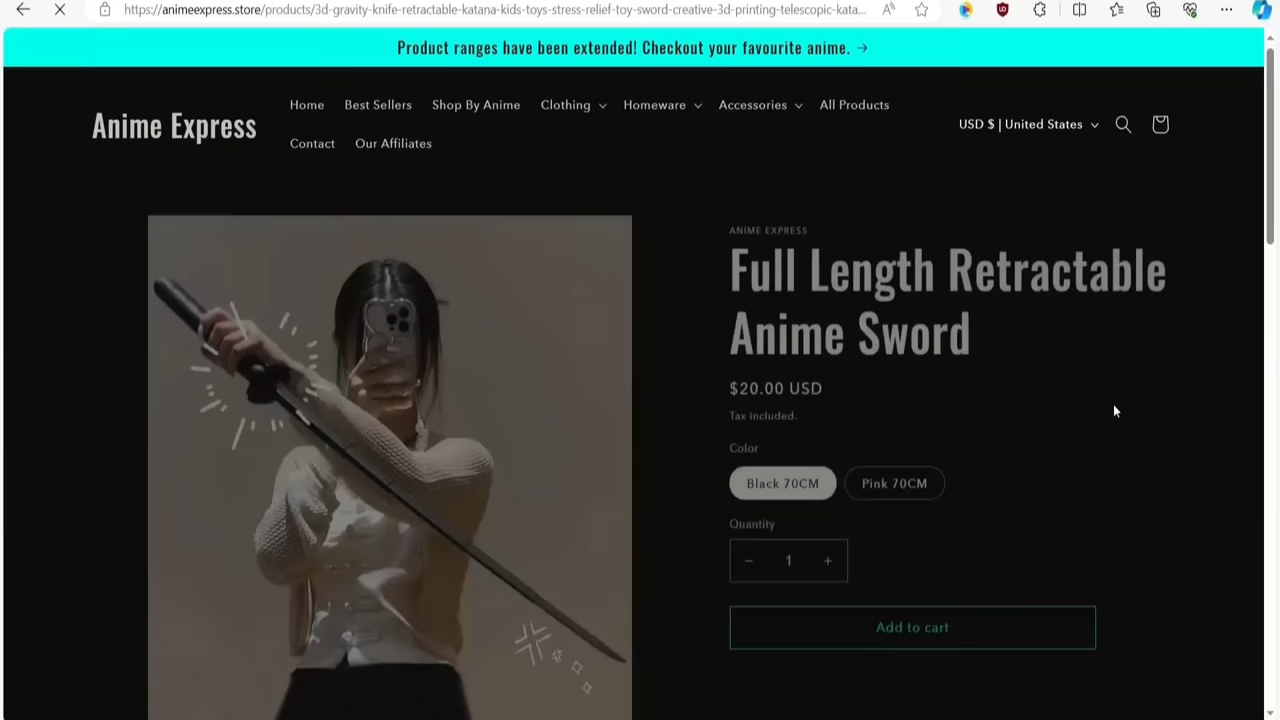 https://animeexpress.store/products/3d-gravity-knife-retractable-katana-kids-toys-stress-relief-toy-sword-creative-3d-printing-telescopic-kata...
Product ranges have been extended! Checkout your favourite anime. →
Anime Express
Home Best Sellers Shop By Anime Clothing Homeware Accessories All Products
Contact Our Affiliates
USD $ | United States
ANIME EXPRESS
Full Length Retractable
Anime Sword
$20.00 USD
Tax included.
Color
Black 70CM Pink 70CM
Quantity
− 1 +
Add to cart